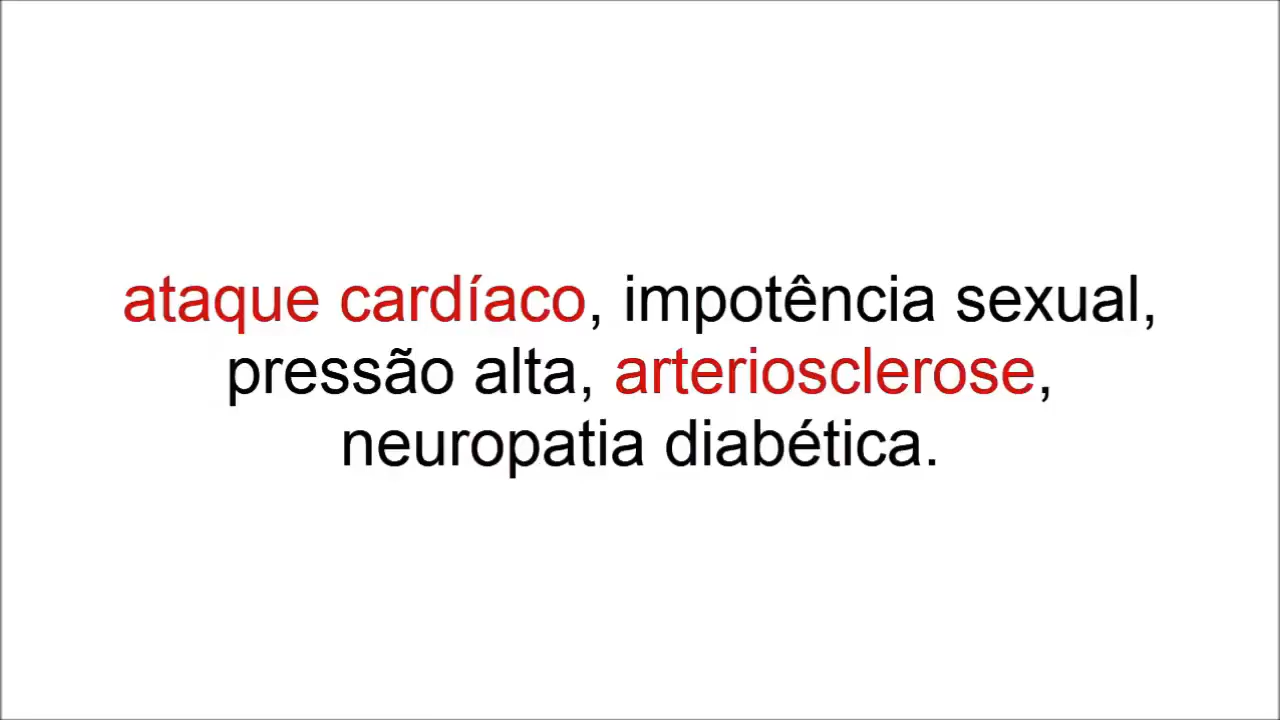 ataque cardíaco, impotência sexual,
pressão alta, arteriosclerose,
neuropatia diabética.